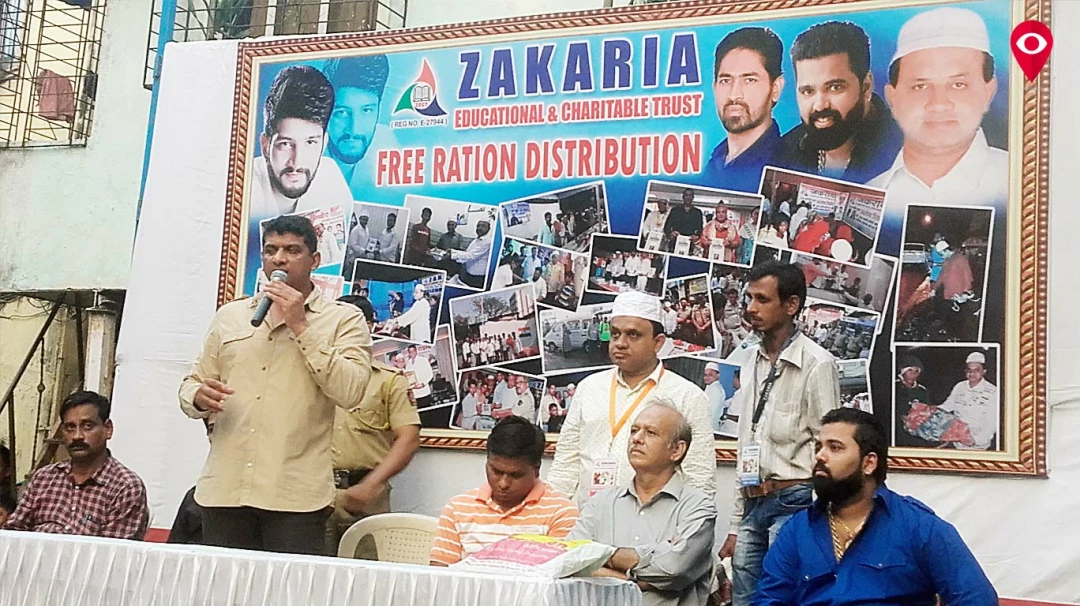 ZAKARIA
( REG NO: E-27944 )
EDUCATIONAL & CHARITABLE TRUST
FREE RATION DISTRIBUTION